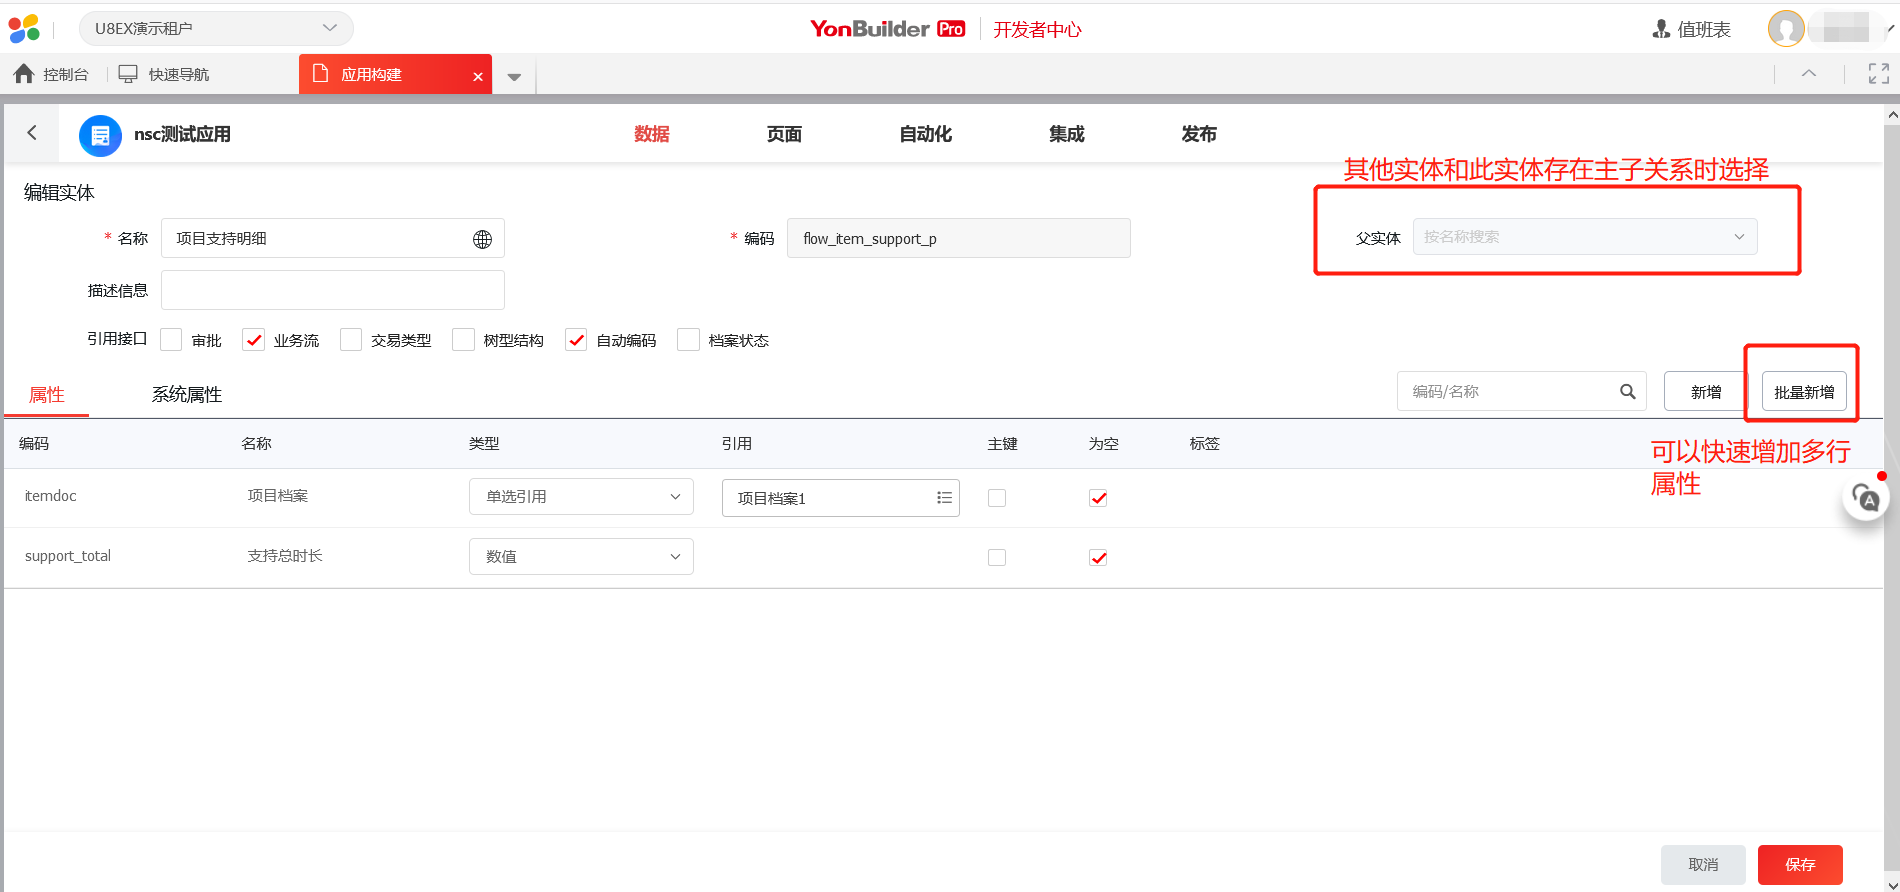 U8EX演示租户
YonBuilder Pro 开发者中心
值班表
控制台 快速导航 应用构建
nsc测试应用
数据 页面 自动化 集成 发布
其他实体和此实体存在主子关系时选择
编辑实体
* 名称 项目支持明细
* 编码 flow_item_support_p
父实体 按名称搜索
描述信息
引用接口 审批 业务流 交易类型 树型结构 自动编码 档案状态
属性 系统属性
编码/名称 新增 批量新增
编码 名称 类型 引用 主键 为空 标签
可以快速增加多行
属性
itemdoc 项目档案 单选引用 项目档案1
support_total 支持总时长 数值
A
取消 保存